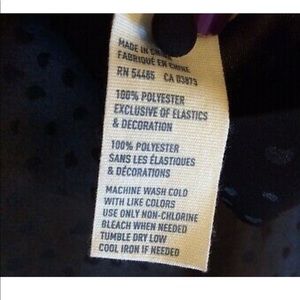 MADE IN CHINA
FABRIQUÉ EN CHINE
RN 54485 CA 03873
100% POLYESTER
EXCLUSIVE OF ELASTICS
& DECORATION
100% POLYESTER
SANS LES ÉLASTIQUES
& DÉCORATIONS
MACHINE WASH COLD
WITH LIKE COLORS
USE ONLY NON-CHLORINE
BLEACH WHEN NEEDED
TUMBLE DRY LOW
COOL IRON IF NEEDED